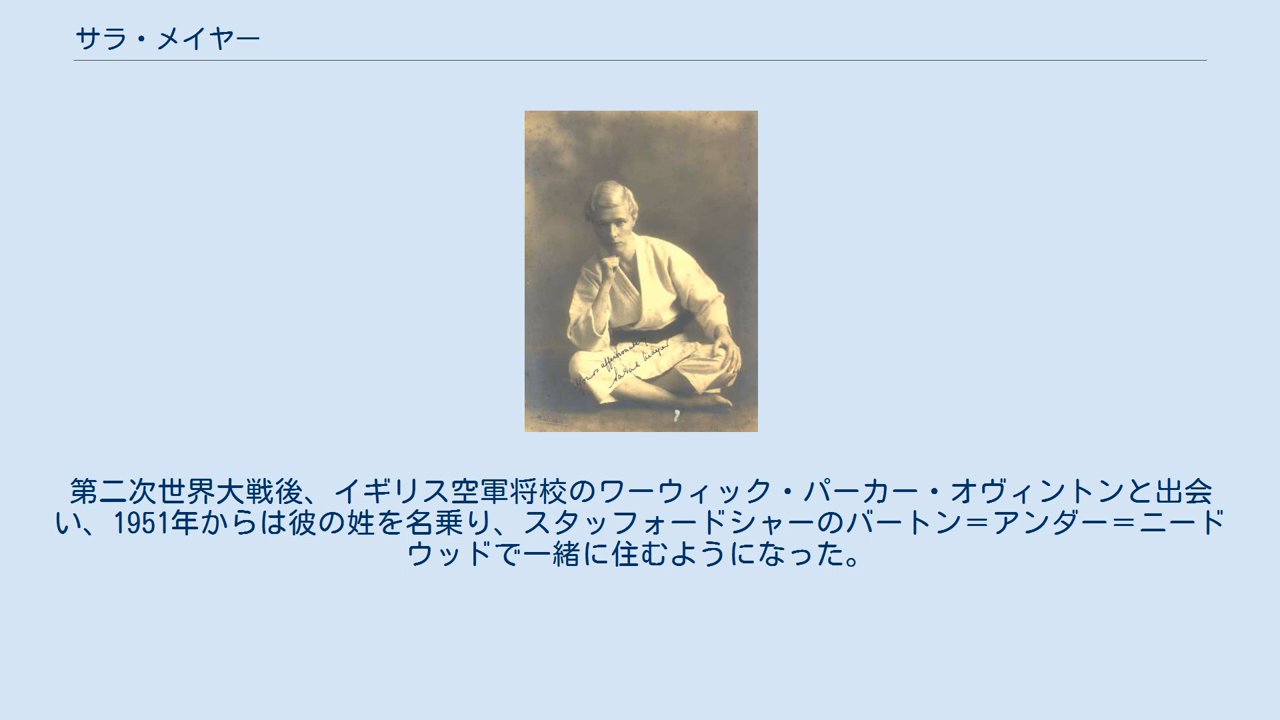 サラ・メイヤー
Yours affectionately
Sarah Mayer
第二次世界大戦後、イギリス空軍将校のワーウィック・パーカー・オヴィントンと出会
い、1951年からは彼の姓を名乗り、スタッフォードシャーのバートン＝アンダー＝ニード
ウッドで一緒に住むようになった。